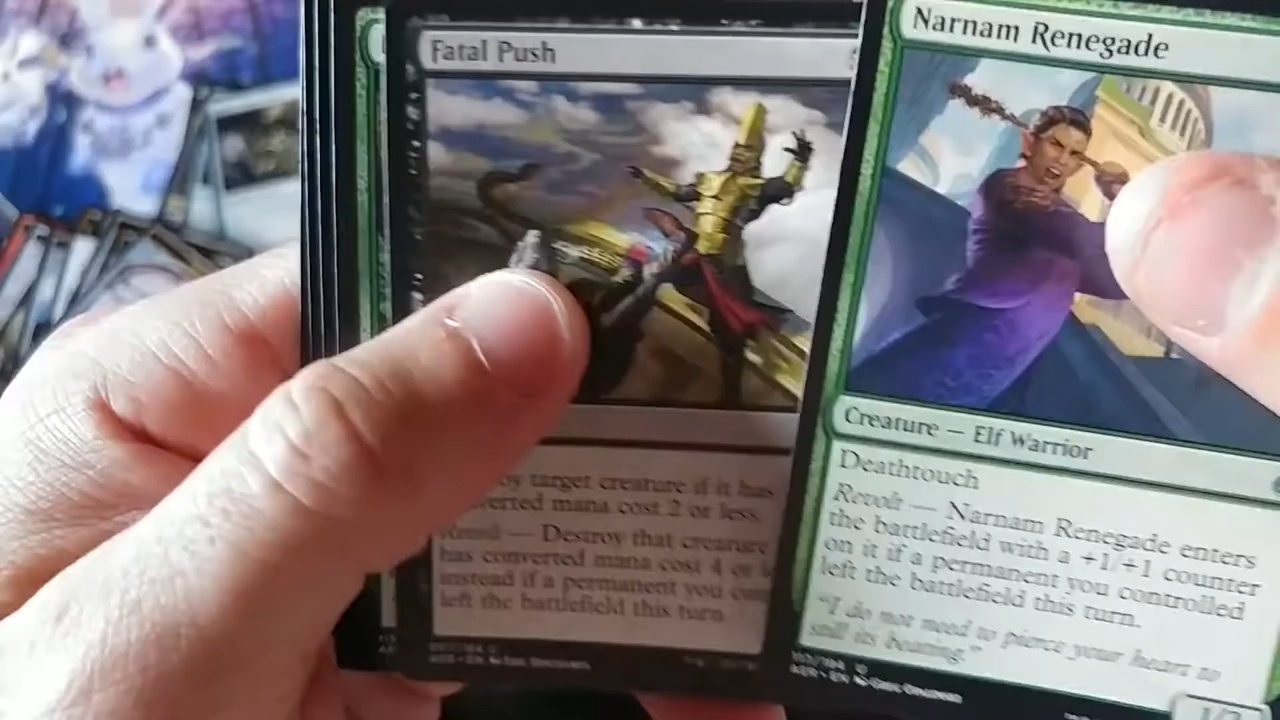 Fatal Push
target creature if it has
converted mana cost 2 or less.
Revolt — Destroy that creature
has converted mana cost 4 or
instead if a permanent you
left the battlefield this turn.
Narnam Renegade
Creature — Elf Warrior
Deathtouch
Revolt — Narnam Renegade enters
the battlefield with a +1/+1 counter
on it if a permanent you controlled
left the battlefield this turn.
"I do not need to pierce your heart to
still its beating."